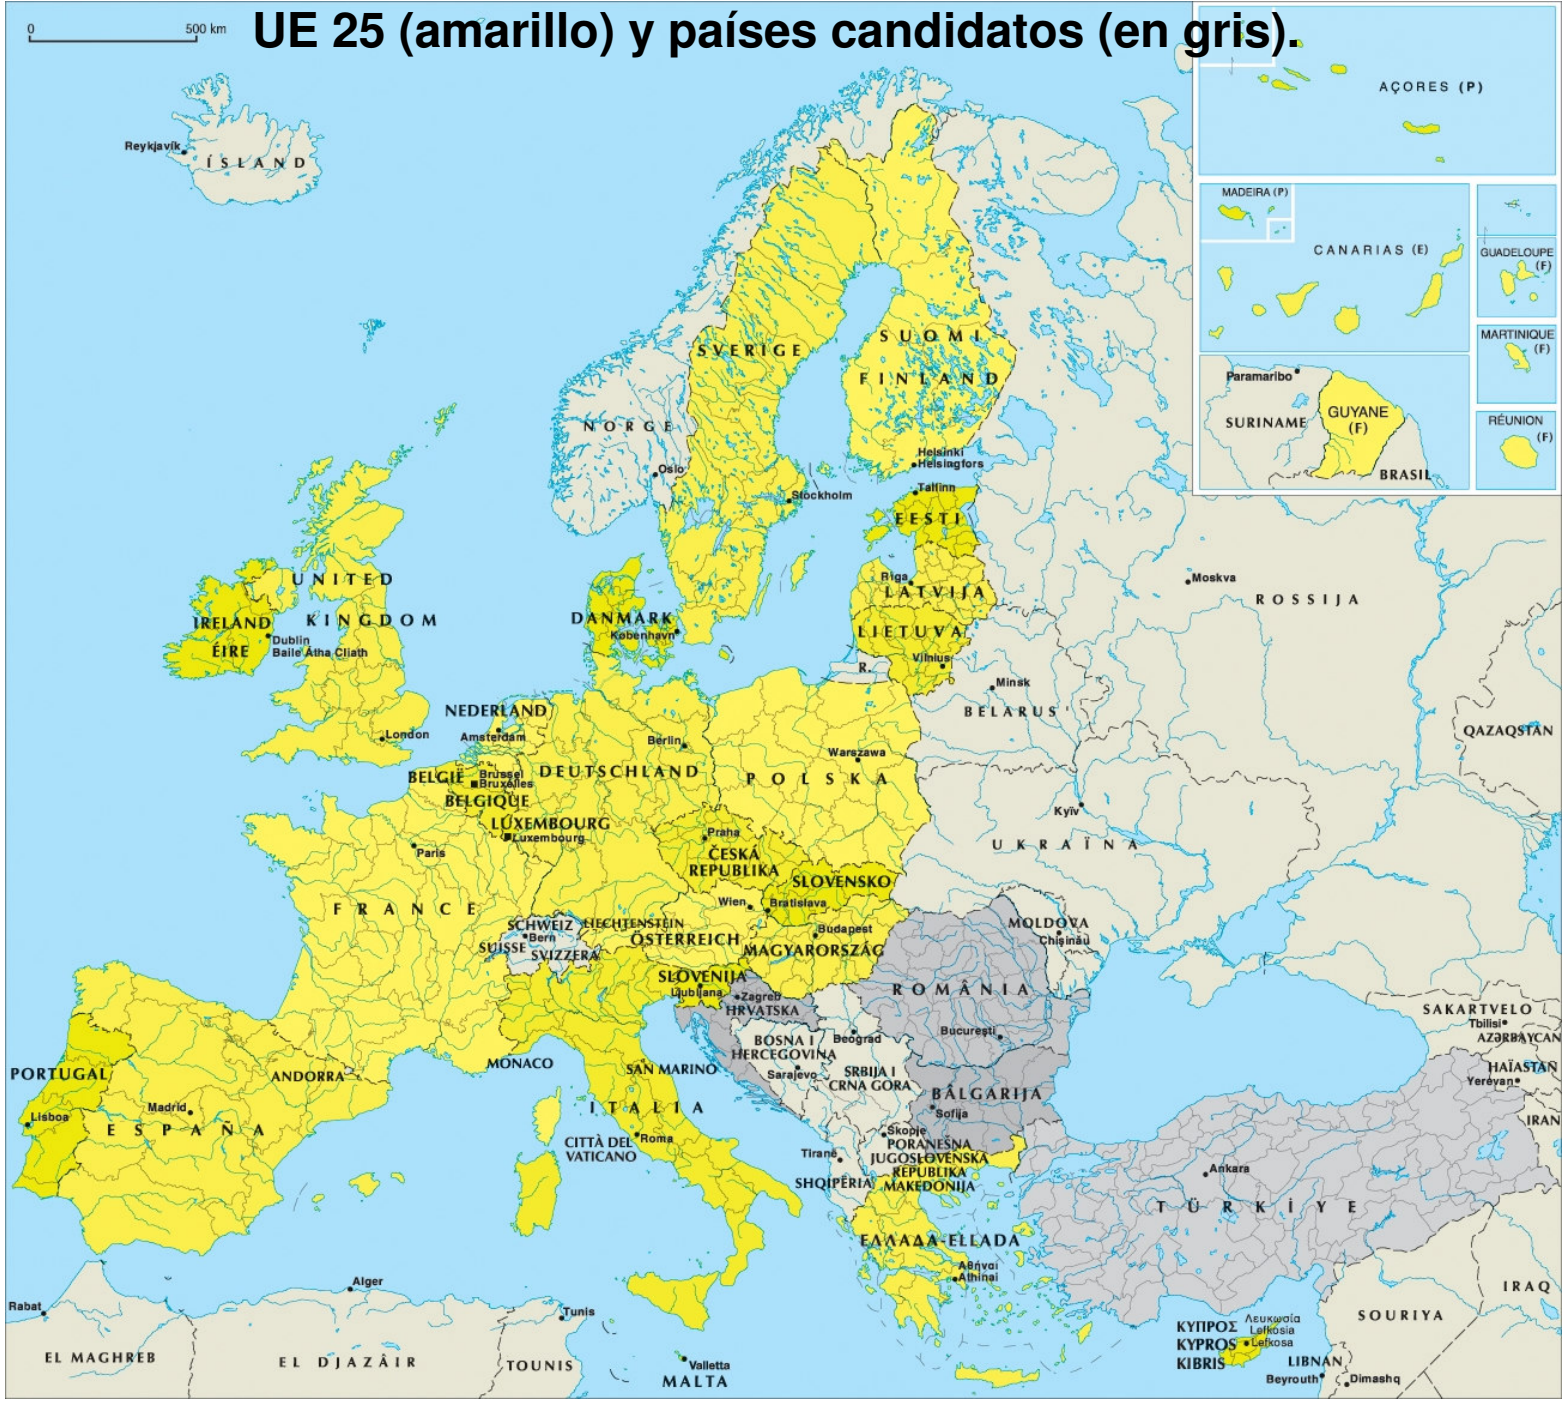 UE 25 (amarillo) y países candidatos (en gris).
0 500 km
AÇORES (P)
MADEIRA (P)
CANARIAS (E)
GUADELOUPE
(F)
MARTINIQUE
(F)
RÉUNION
(F)
Paramaribo
SURINAME
GUYANE
(F)
BRASIL
Reykjavík
ÍSLAND
SVERIGE
SUOMI
FINLAND
NORGE
Oslo
Helsinki
Helsingfors
Stockholm
Tallinn
EESTI
Riga
LATVIJA
LIETUVA
Vilnius
R.
Moskva
ROSSIJA
Minsk
BELARUS'
QAZAQSTAN
UNITED
KINGDOM
IRELAND
ÉIRE
Dublin
Baile Átha Cliath
London
DANMARK
København
NEDERLAND
Amsterdam
BELGIË
Brussel
Bruxelles
BELGIQUE
LUXEMBOURG
Luxembourg
Berlin
DEUTSCHLAND
Warszawa
POLSKA
Kyïv
UKRAÏNA
Paris
FRANCE
Praha
ČESKÁ
REPUBLIKA
SLOVENSKO
Bratislava
Wien
LIECHTENSTEIN
ÖSTERREICH
SCHWEIZ
Bern
SUISSE
SVIZZERA
Budapest
MAGYARORSZÁG
MOLDOVA
Chişinău
SLOVENIJA
Ljubljana
Zagreb
HRVATSKA
ROMÂNIA
Bucureşti
BOSNA I
HERCEGOVINA
Sarajevo
Beograd
SRBIJA I
CRNA GORA
BÂLGARIJA
Sofija
Skopje
PORANEŠNA
JUGOSLOVENSKA
REPUBLIKA
MAKEDONIJA
Tiranë
SHQIPËRIA
MONACO
SAN MARINO
ITALIA
CITTÀ DEL
VATICANO
Roma
ANDORRA
PORTUGAL
Lisboa
Madrid
ESPAÑA
ΕΛΛΑΔΑ-ELLADA
Αθήναι
Athinai
Ankara
TÜRKİYE
SAKARTVELO
Tbilisi
AZƏRBAYCAN
HAÏASTAN
Yerevan
IRAN
IRAQ
SOURIYA
ΚΥΠΡΟΣ
KYPROS
KIBRIS
Λευκωσία
Lefkosia
Lefkosa
LIBNAN
Beyrouth
Dimashq
Rabat
EL MAGHREB
Alger
EL DJAZÂIR
Tunis
TOUNIS
Valletta
MALTA